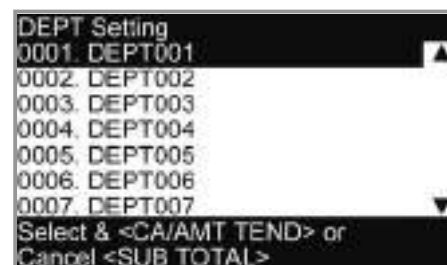 DEPT Setting
0001. DEPT001
0002. DEPT002
0003. DEPT003
0004. DEPT004
0005. DEPT005
0006. DEPT006
0007. DEPT007
Select & <CA/AMT TEND> or
Cancel <SUB TOTAL>